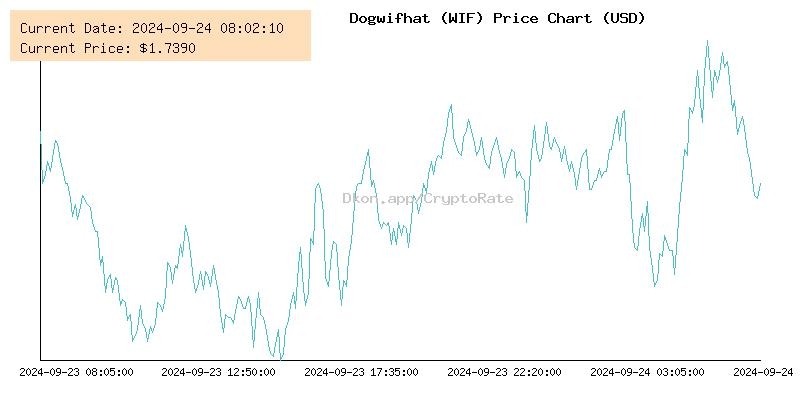 Dogwifhat (WIF) Price Chart (USD)
Current Date: 2024-09-24 08:02:10
Current Price: $1.7390
Dkon.app/CryptoRate
2024-09-23 08:05:00 2024-09-23 12:50:00 2024-09-23 17:35:00 2024-09-23 22:20:00 2024-09-24 03:05:00 2024-09-24